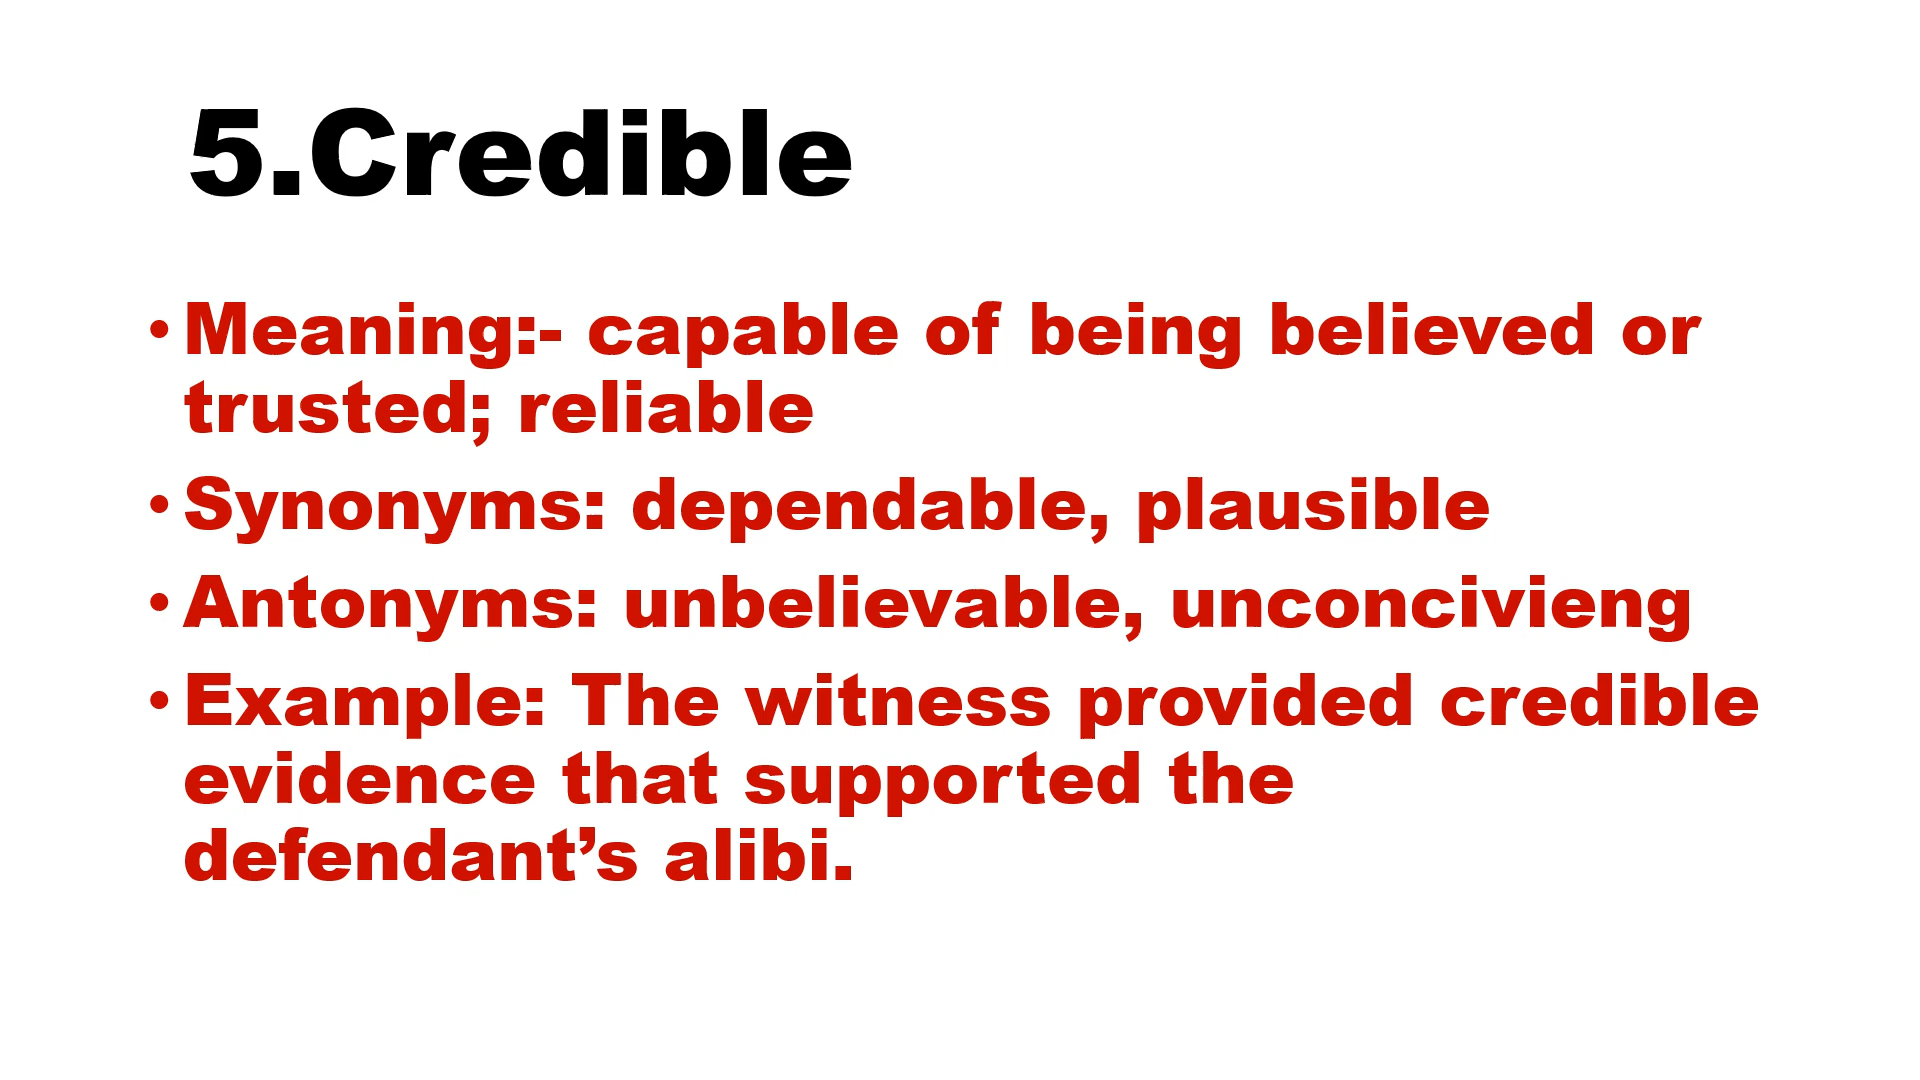 5.Credible
• Meaning:- capable of being believed or
trusted; reliable
• Synonyms: dependable, plausible
• Antonyms: unbelievable, unconcivieng
• Example: The witness provided credible
evidence that supported the
defendant’s alibi.